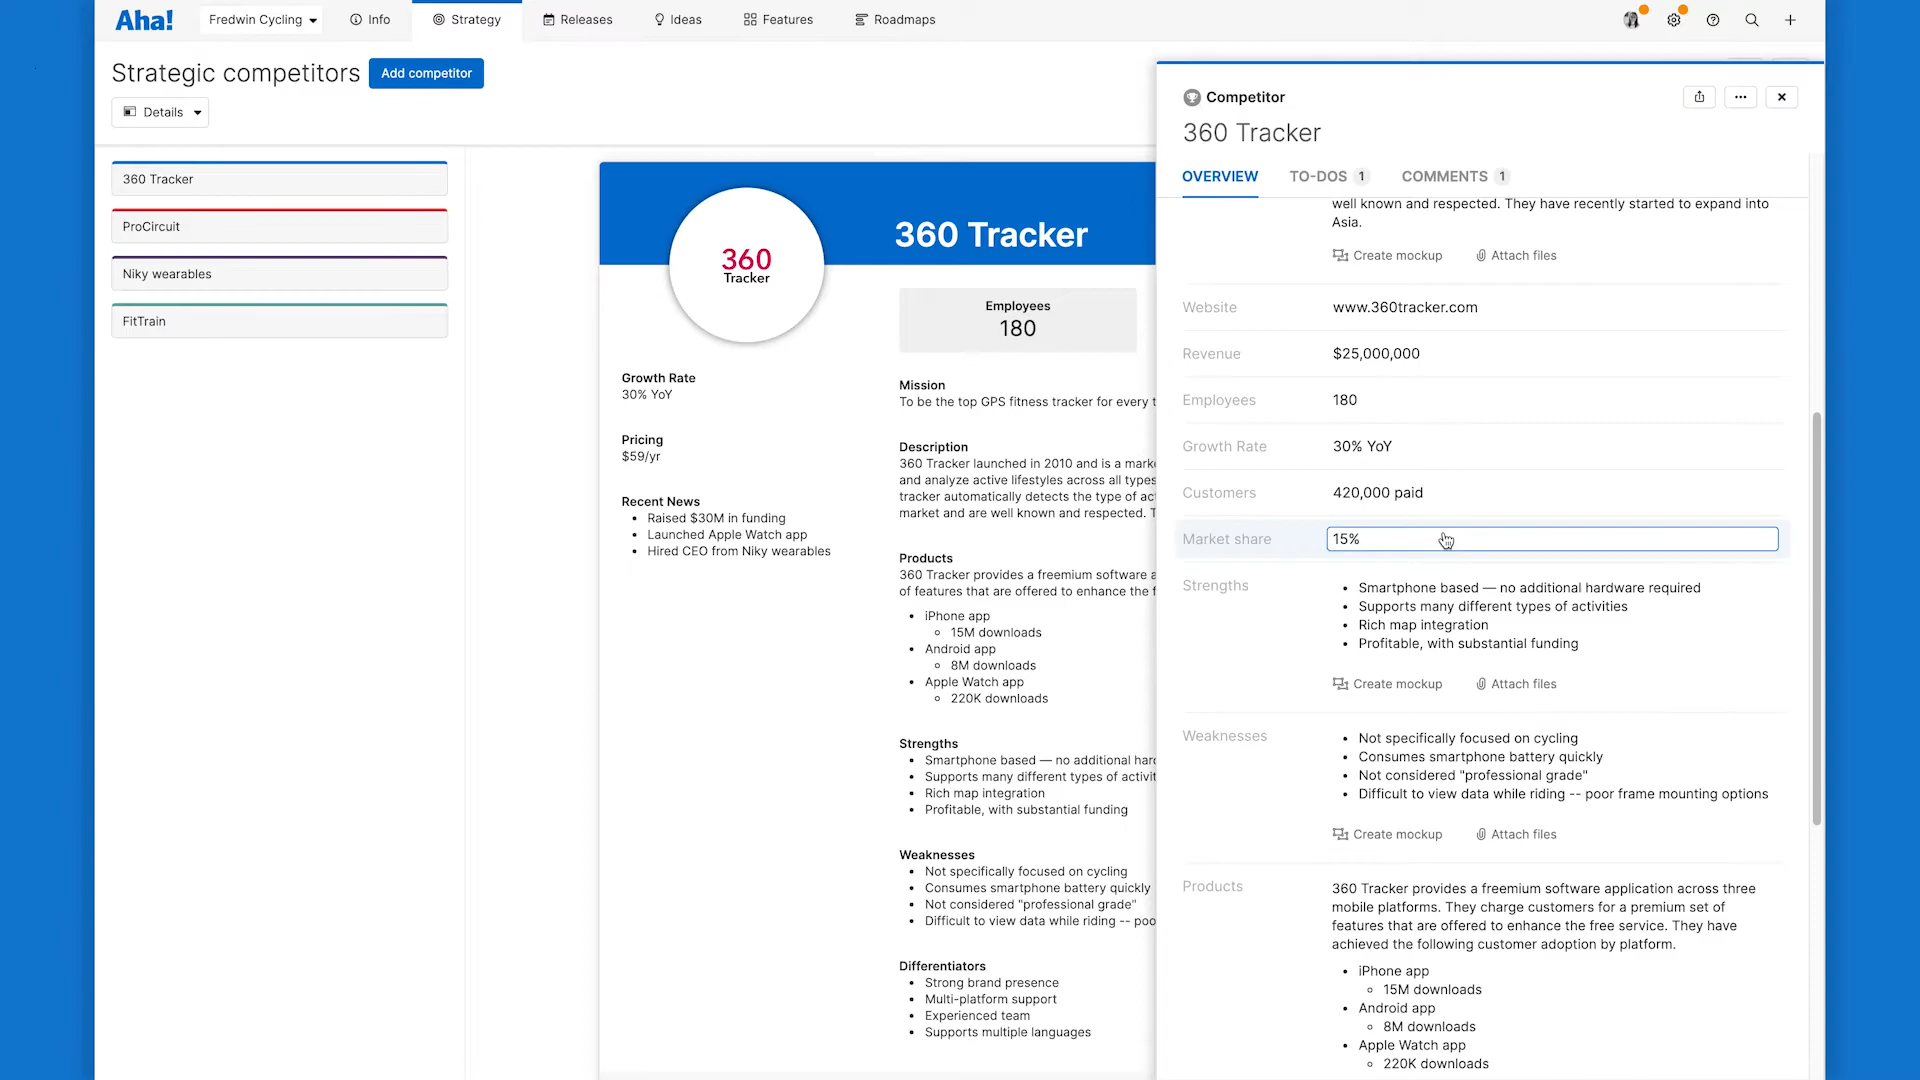 Aha!
Fredwin Cycling
Info
Strategy
Releases
Ideas
Features
Roadmaps
Strategic competitors
Add competitor
Details
360 Tracker
ProCircuit
Niky wearables
FitTrain
360
Tracker
360 Tracker
Employees
180
Growth Rate
30% YoY
Pricing
$59/yr
Recent News
• Raised $30M in funding
• Launched Apple Watch app
• Hired CEO from Niky wearables
Mission
To be the top GPS fitness tracker for every
Description
360 Tracker launched in 2010 and is a
and analyze active lifestyles across all types
tracker automatically detects the type of
market and are well known and respected.
Products
360 Tracker provides a freemium software
of features that are offered to enhance the
• iPhone app
◦ 15M downloads
• Android app
◦ 8M downloads
• Apple Watch app
◦ 220K downloads
Strengths
• Smartphone based — no additional
• Supports many different types of
• Rich map integration
• Profitable, with substantial funding
Weaknesses
• Not specifically focused on cycling
• Consumes smartphone battery quickly
• Not considered "professional grade"
• Difficult to view data while riding --
Differentiators
• Strong brand presence
• Multi-platform support
• Experienced team
• Supports multiple languages
Competitor
360 Tracker
OVERVIEW
TO-DOS 1
COMMENTS 1
well known and respected. They have recently started to expand into
Asia.
Create mockup
Attach files
Website
www.360tracker.com
Revenue
$25,000,000
Employees
180
Growth Rate
30% YoY
Customers
420,000 paid
Market share
15%
Strengths
• Smartphone based — no additional hardware required
• Supports many different types of activities
• Rich map integration
• Profitable, with substantial funding
Create mockup
Attach files
Weaknesses
• Not specifically focused on cycling
• Consumes smartphone battery quickly
• Not considered "professional grade"
• Difficult to view data while riding -- poor frame mounting options
Create mockup
Attach files
Products
360 Tracker provides a freemium software application across three
mobile platforms. They charge customers for a premium set of
features that are offered to enhance the free service. They have
achieved the following customer adoption by platform.
• iPhone app
◦ 15M downloads
• Android app
◦ 8M downloads
• Apple Watch app
◦ 220K downloads